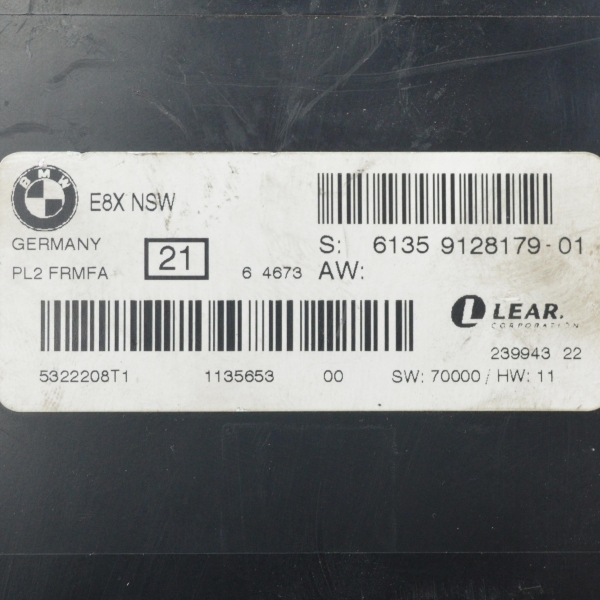 BMW
E8X NSW
GERMANY
PL2 FRMFA
21
6 4673
S: 6135 9128179-01
AW:
L LEAR.
CORPORATION
239943 22
5322208T1 1135653 00 SW: 70000 / HW: 11